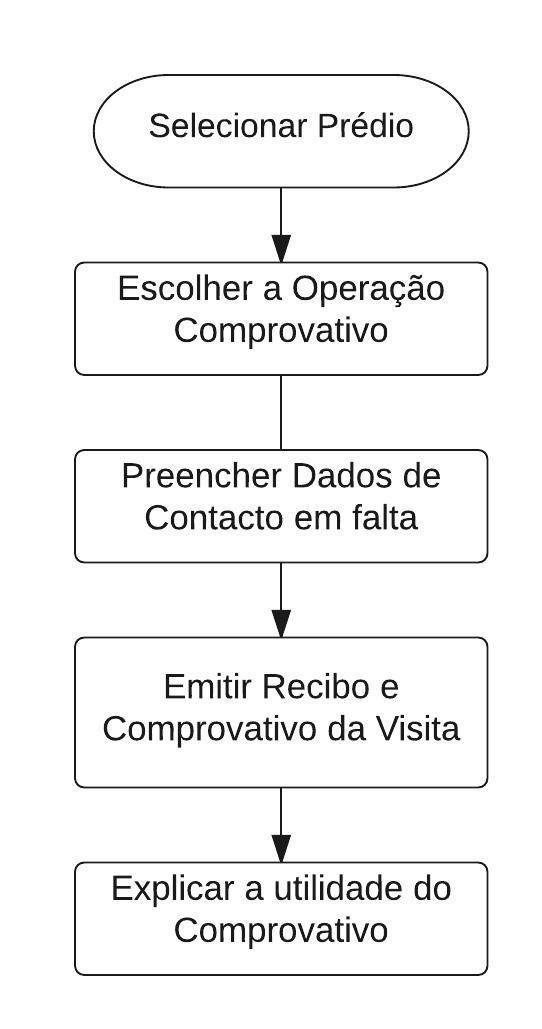 Selecionar Prédio
Escolher a Operação
Comprovativo
Preencher Dados de
Contacto em falta
Emitir Recibo e
Comprovativo da Visita
Explicar a utilidade do
Comprovativo